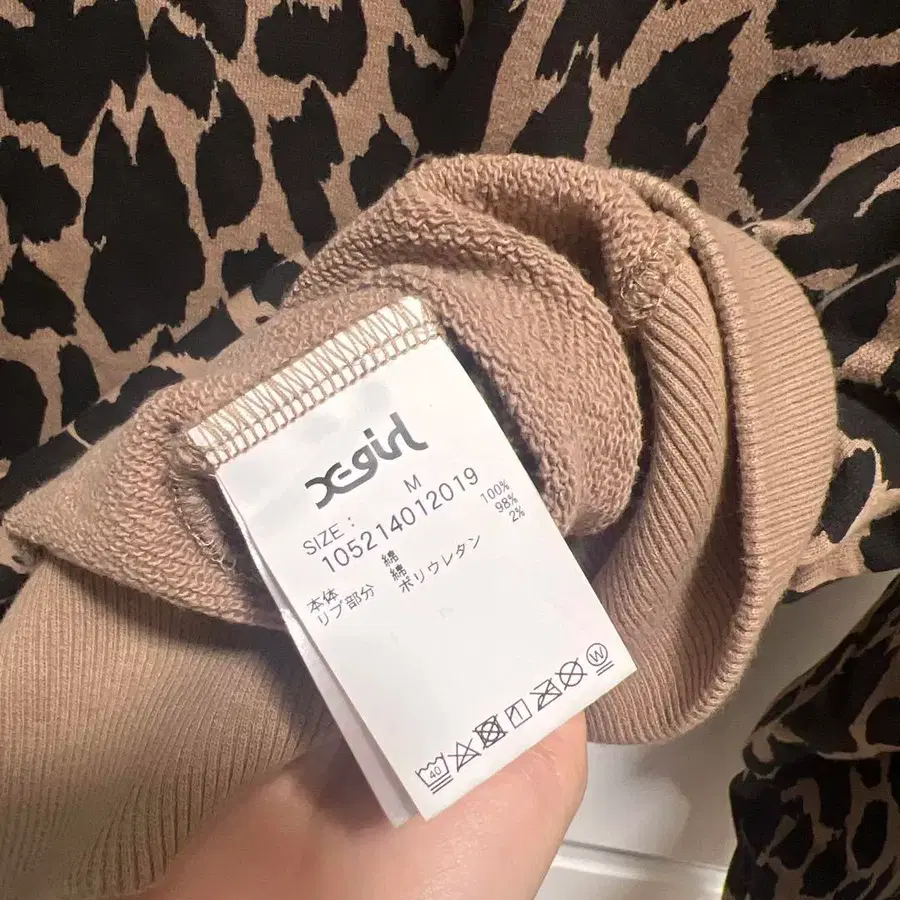 X-girl
SIZE : M
105214012019
本体 綿 100%
リブ部分 綿 98%
ポリウレタン 2%
40 W